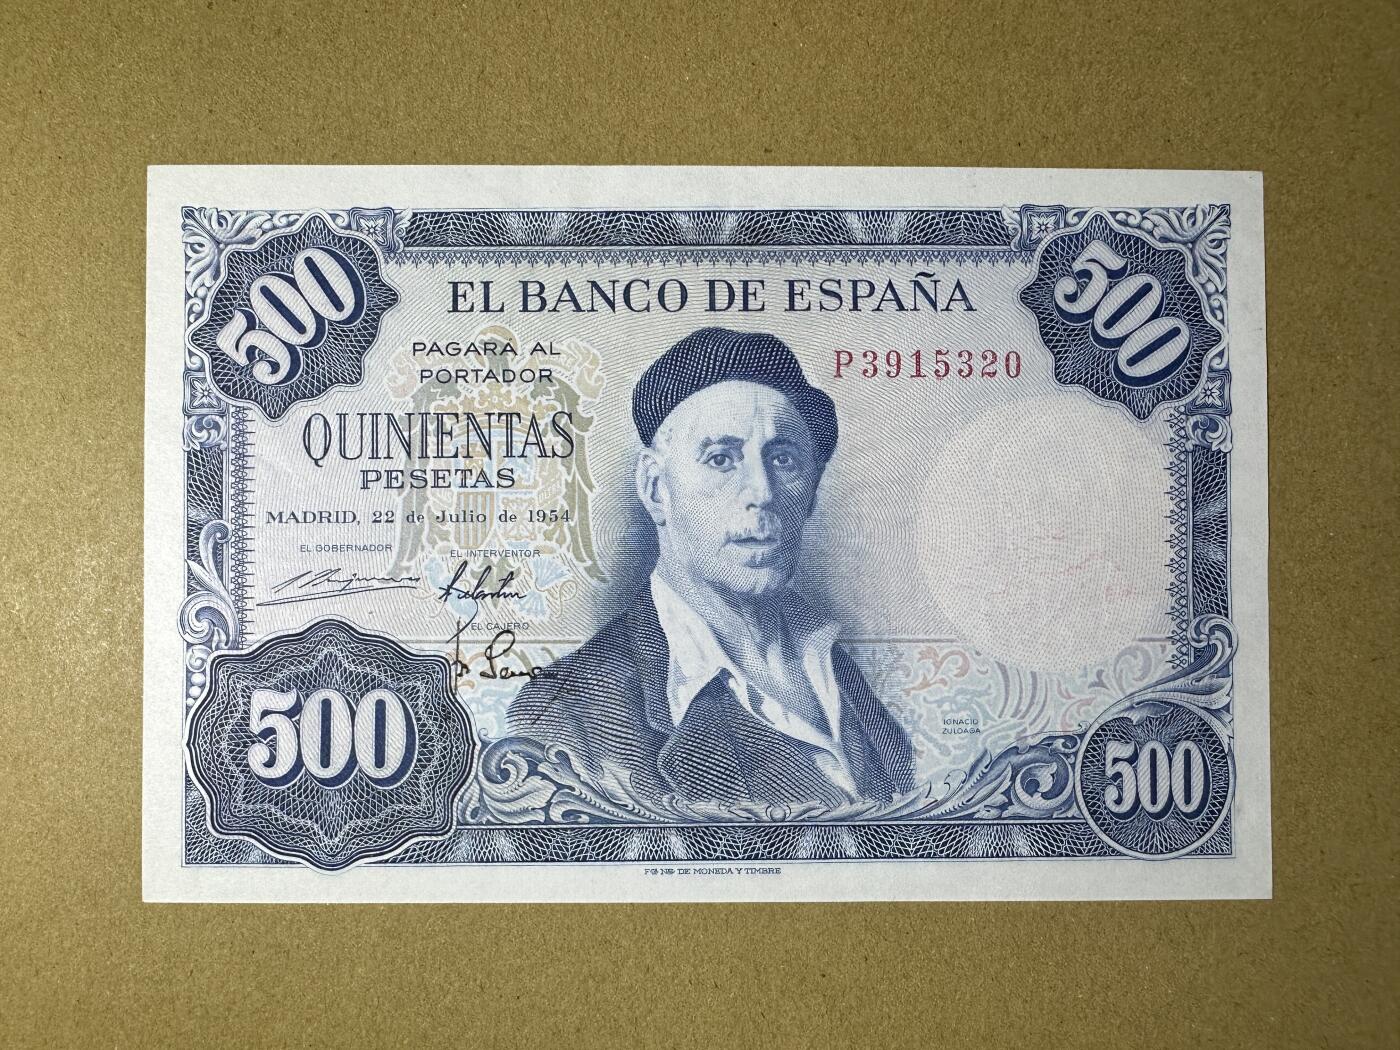 500
500
EL BANCO DE ESPAÑA
PAGARA AL
PORTADOR
P3915320
QUINIENTAS
PESETAS
MADRID, 22 de Julio de 1954
EL GOBERNADOR
EL INTERVENTOR
EL CAJERO
IGNACIO
ZULOAGA
500
500
FCA NAL DE MONEDA Y TIMBRE